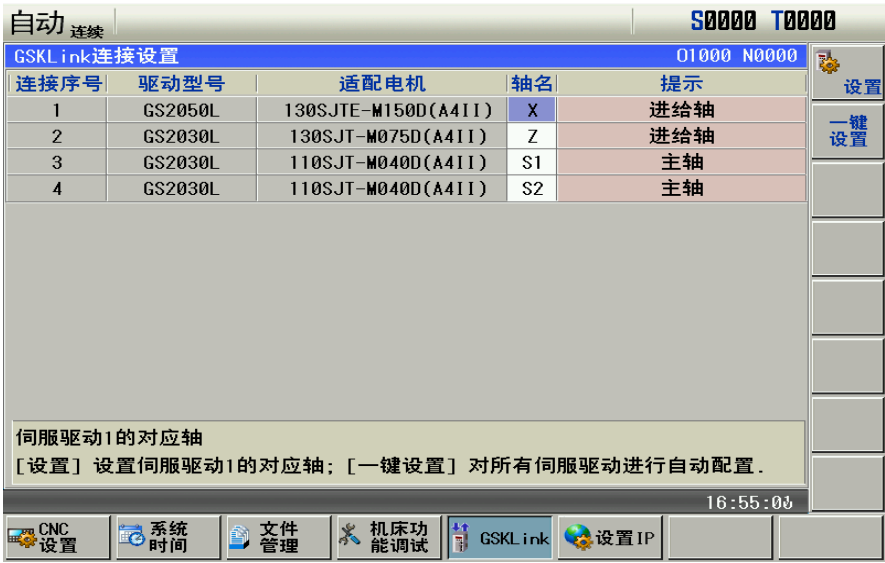 自动 连续 S0000 T0000
GSKLink连接设置 O1000 N0000
连接序号 驱动型号 适配电机 轴名 提示
1 GS2050L 130SJTE-M150D(A4II) X 进给轴
2 GS2030L 130SJT-M075D(A4II) Z 进给轴
3 GS2030L 110SJT-M040D(A4II) S1 主轴
4 GS2030L 110SJT-M040D(A4II) S2 主轴
设置
一键
设置
伺服驱动1的对应轴
[设置] 设置伺服驱动1的对应轴; [一键设置] 对所有伺服驱动进行自动配置.
16:55:0
CNC
设置
系统
时间
文件
管理
机床功
能调试
GSKLink
设置IP